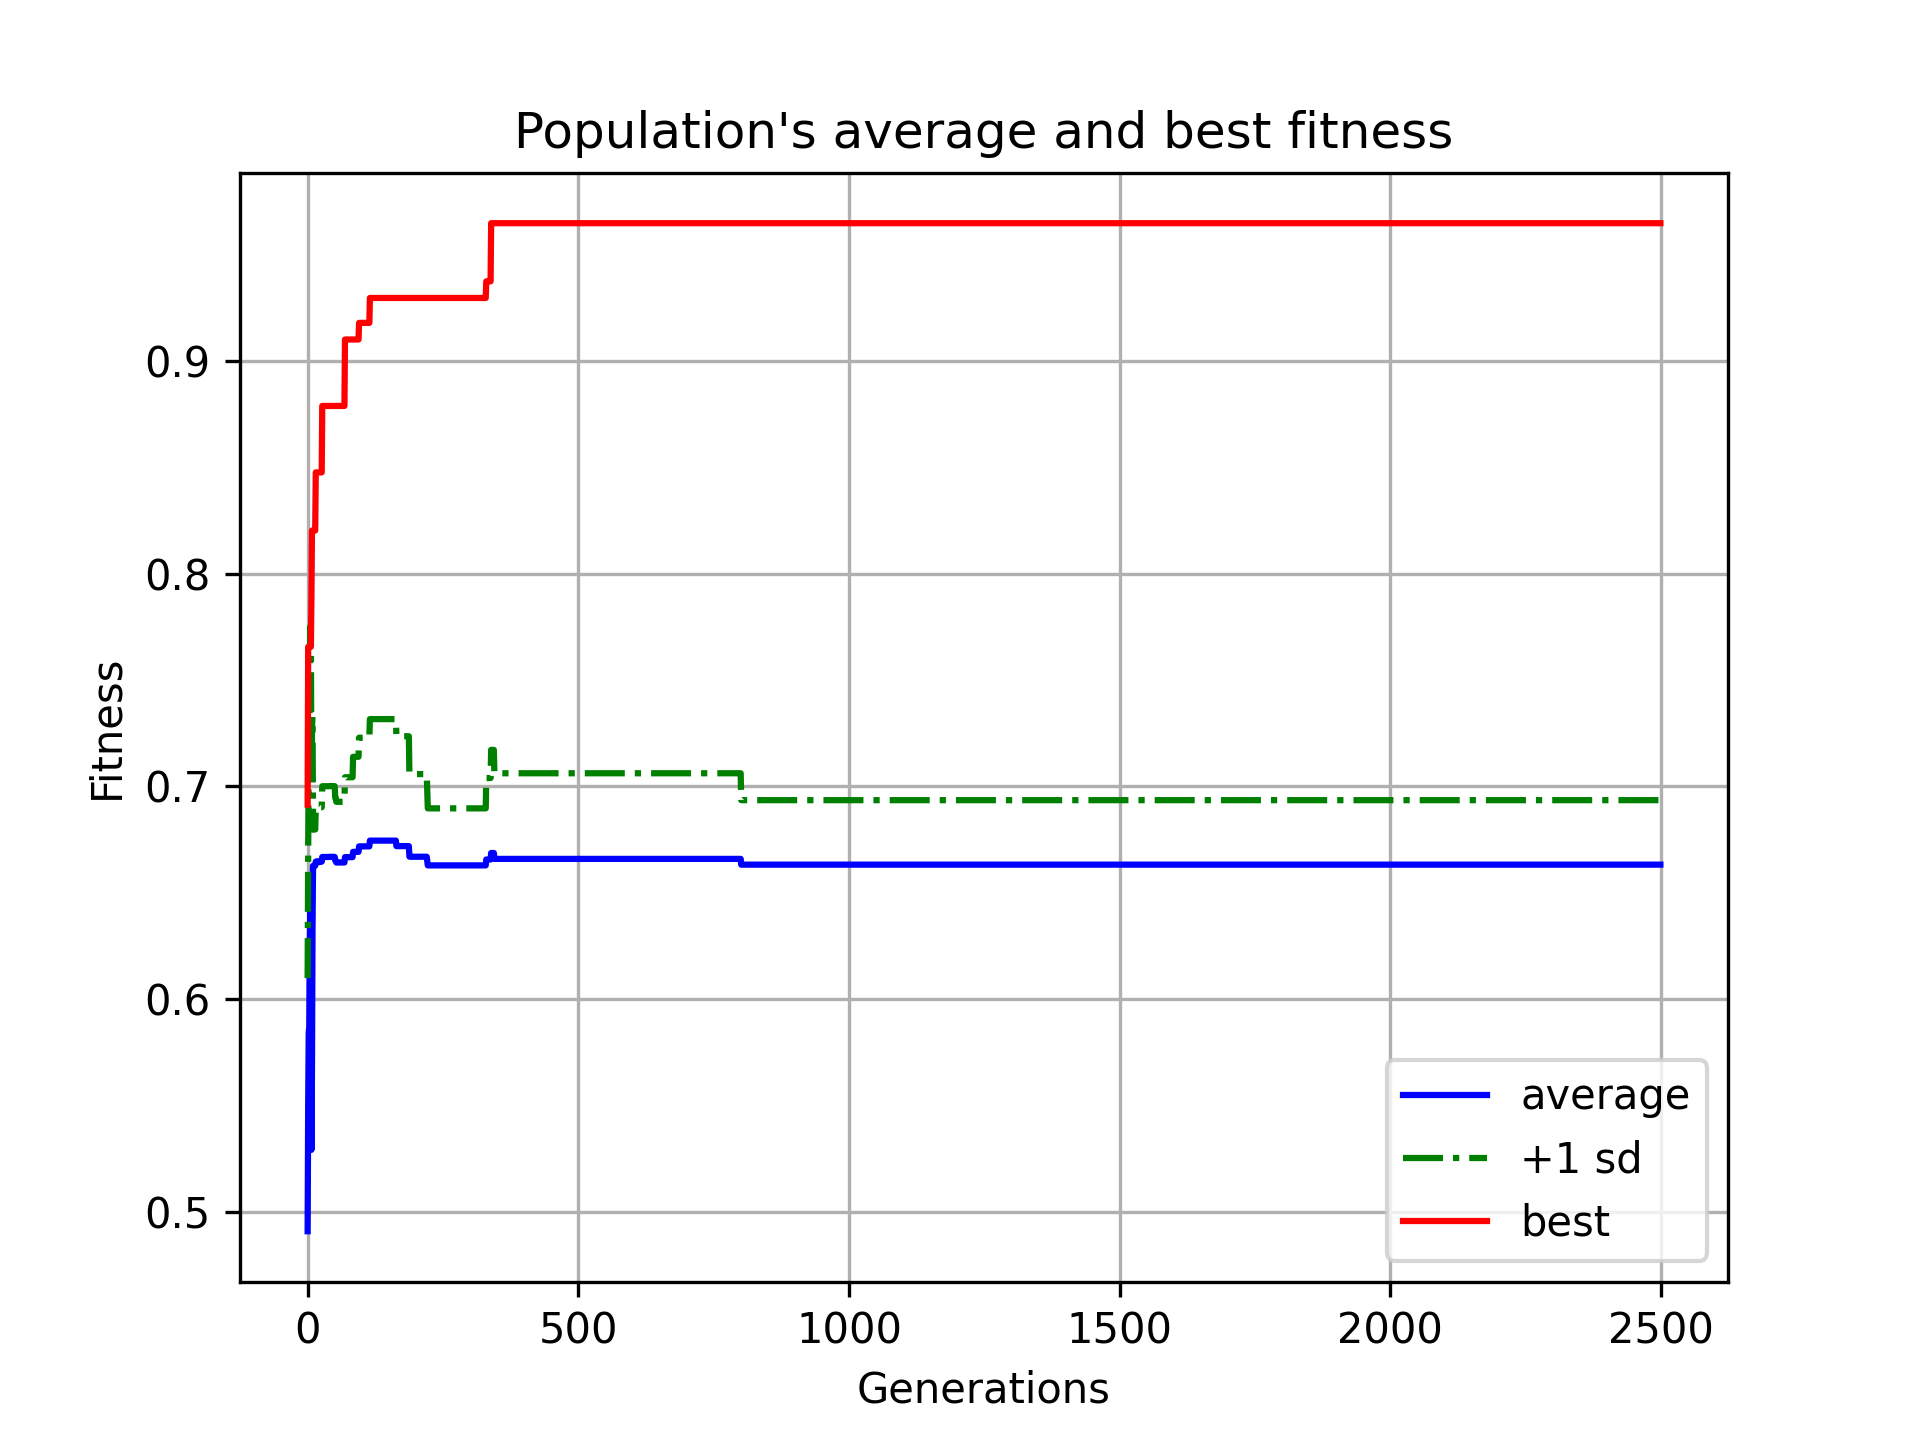 Population's average and best fitness
Fitness
0.9
0.8
0.7
0.6
0.5
average
+1 sd
best
0 500 1000 1500 2000 2500
Generations